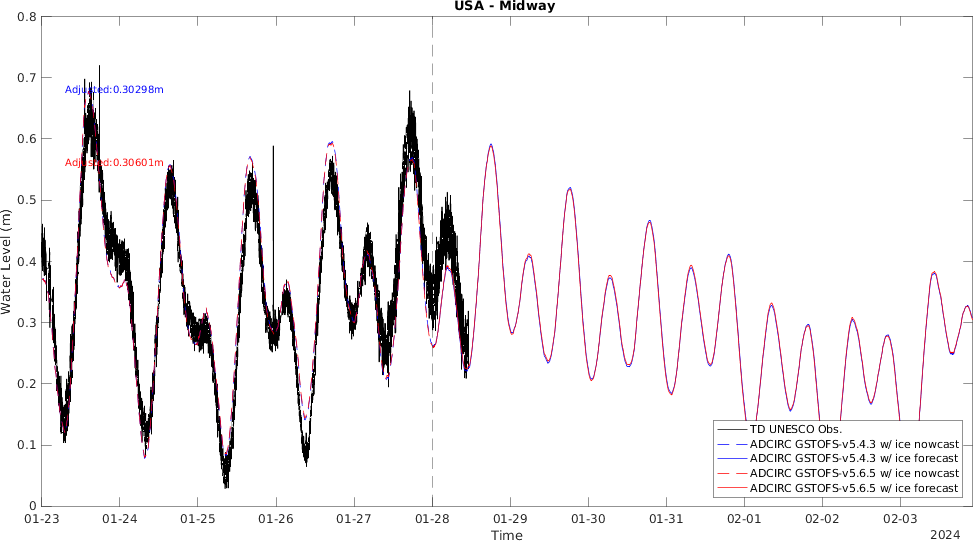 USA - Midway
0.8
0.7
0.6
0.5
0.4
0.3
0.2
0.1
0
Water Level (m)
Adjusted:0.30298m
Adjusted:0.30601m
TD UNESCO Obs.
ADCIRC GSTOFS-v5.4.3 w/ ice nowcast
ADCIRC GSTOFS-v5.4.3 w/ ice forecast
ADCIRC GSTOFS-v5.6.5 w/ ice nowcast
ADCIRC GSTOFS-v5.6.5 w/ ice forecast
01-23 01-24 01-25 01-26 01-27 01-28 01-29 01-30 01-31 02-01 02-02 02-03
Time
2024